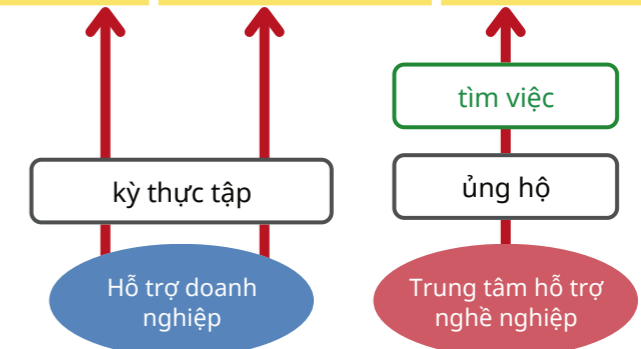 tìm việc
kỳ thực tập
ủng hộ
Hỗ trợ doanh
nghiệp
Trung tâm hỗ trợ
nghề nghiệp